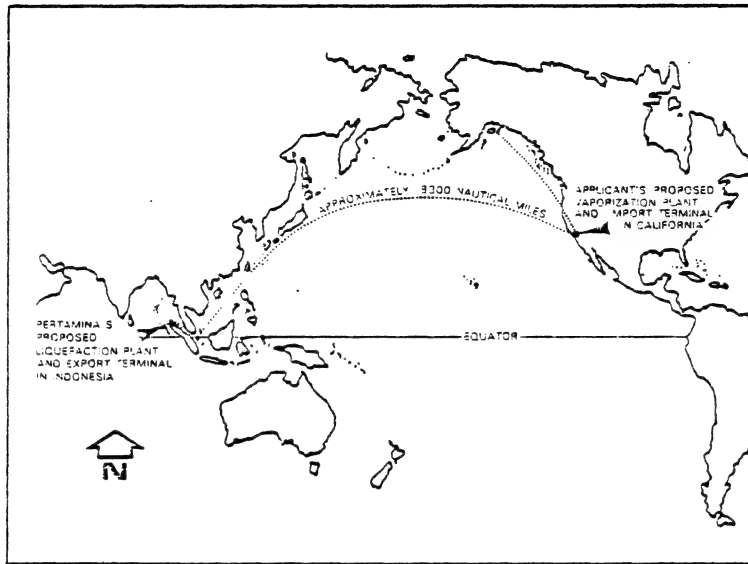 APPROXIMATELY NAUTICAL MILES
APPLICANT'S PROPOSED
VAPORIZATION PLANT
AND IMPORT TERMINAL
IN CALIFORNIA
PERTAMINA'S
PROPOSED
LIQUEFACTION PLANT
AND EXPORT TERMINAL
IN INDONESIA
EQUATOR
N